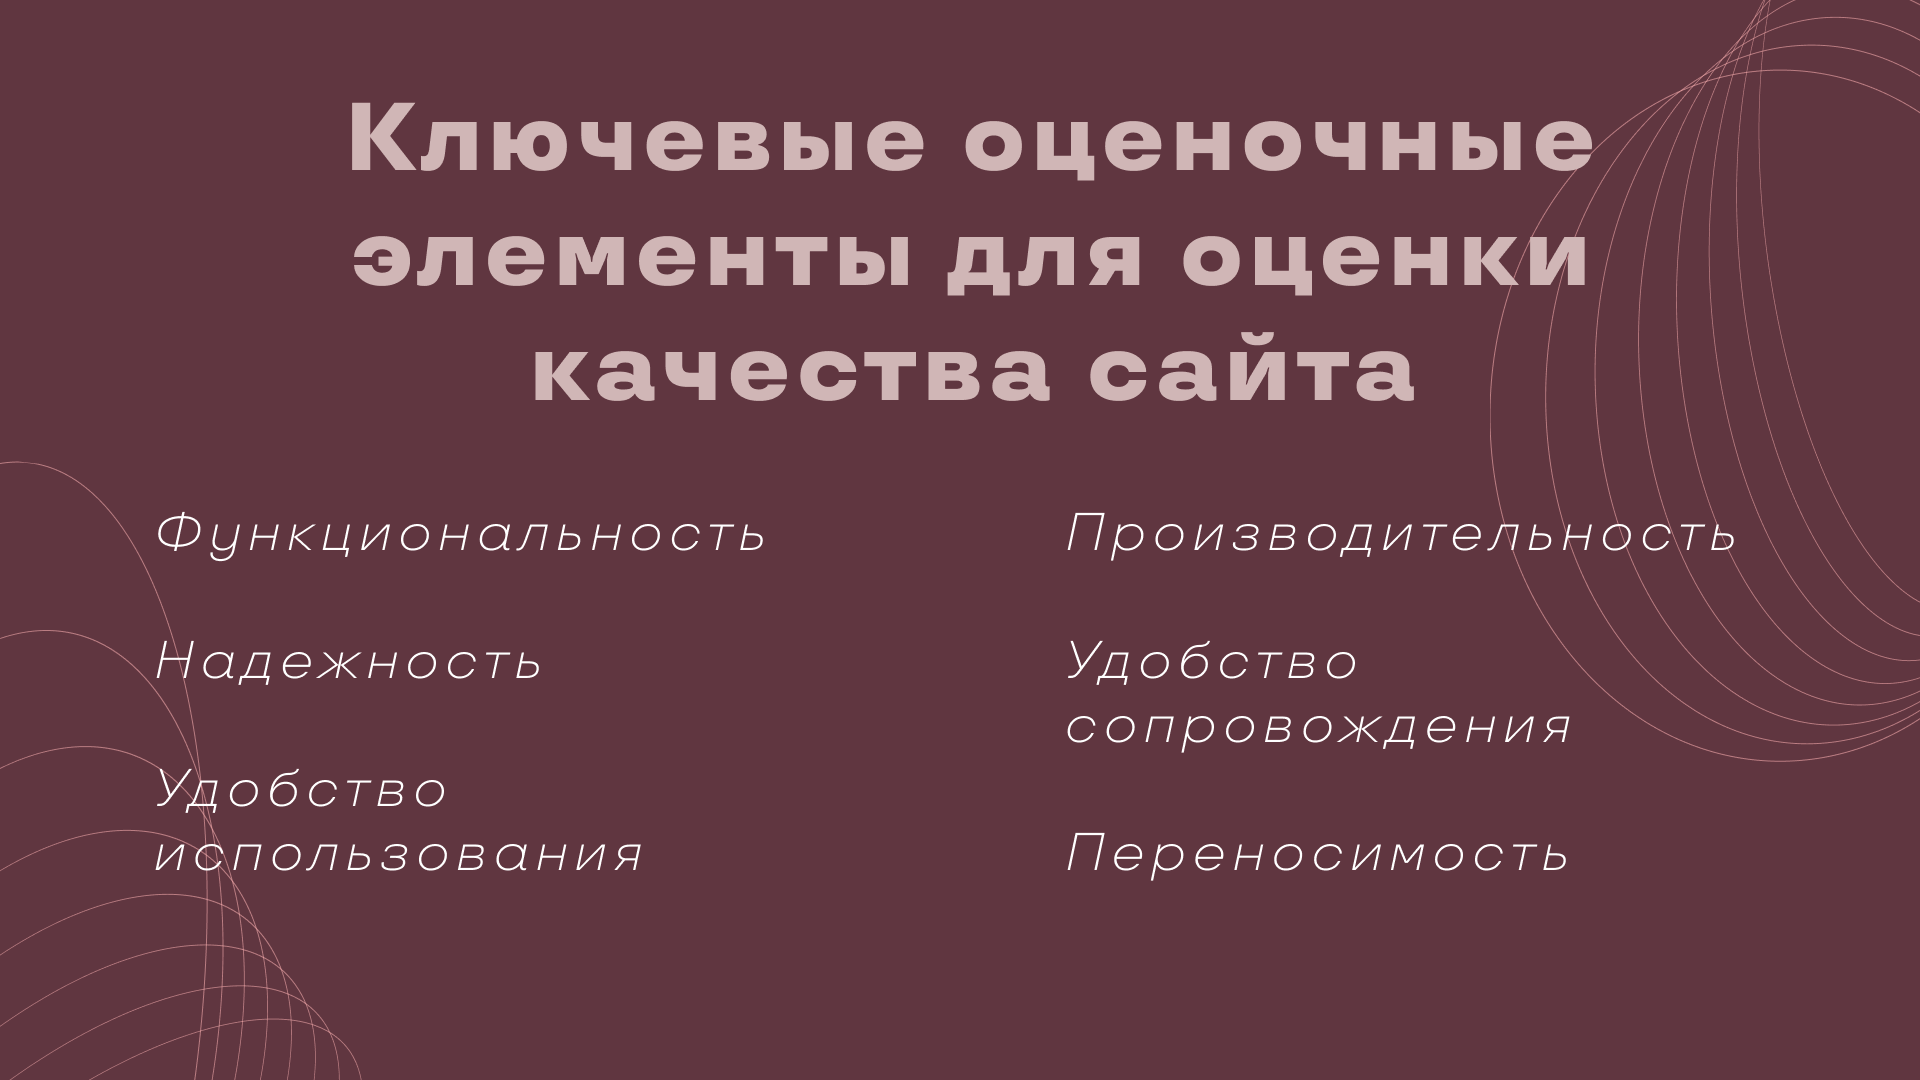 Ключевые оценочные
элементы для оценки
качества сайта
Функциональность
Надежность
Удобство
использования
Производительность
Удобство
сопровождения
Переносимость